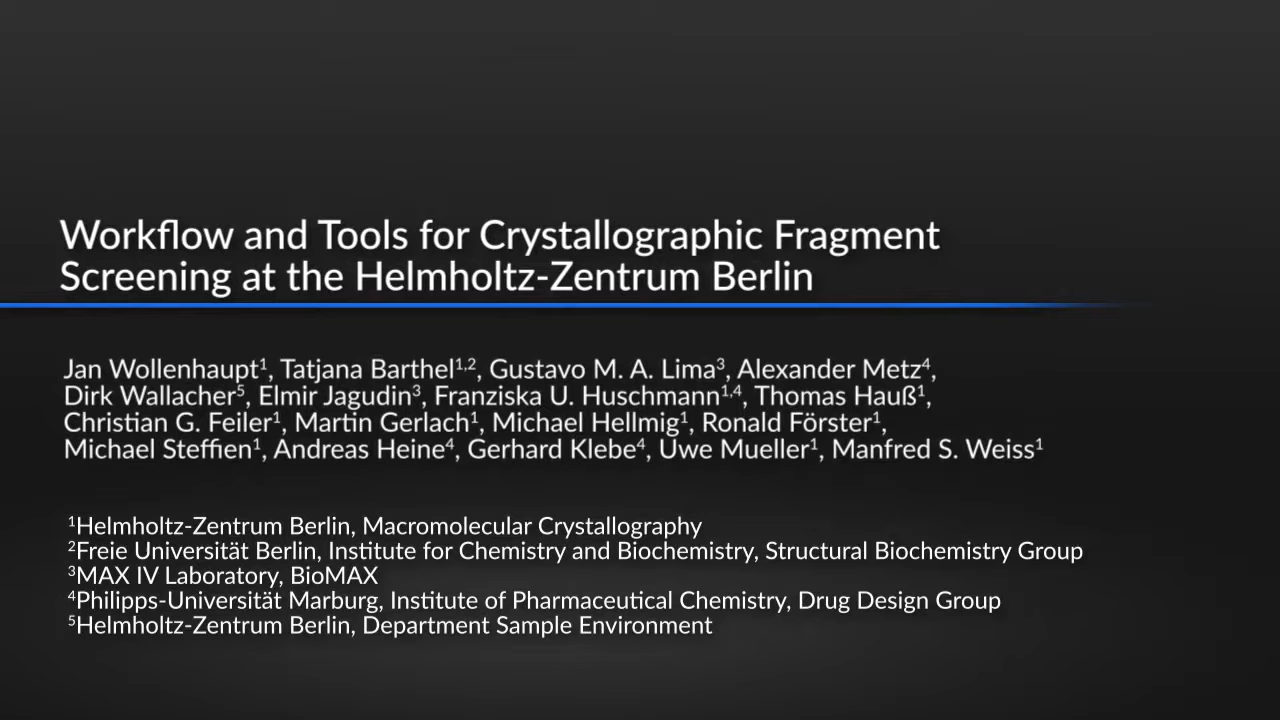 Workflow and Tools for Crystallographic Fragment
Screening at the Helmholtz-Zentrum Berlin
Jan Wollenhaupt¹, Tatjana Barthel¹,², Gustavo M. A. Lima³, Alexander Metz⁴,
Dirk Wallacher⁵, Elmir Jagudin³, Franziska U. Huschmann¹,⁴, Thomas Hauß¹,
Christian G. Feiler¹, Martin Gerlach¹, Michael Hellmig¹, Ronald Förster¹,
Michael Steffien¹, Andreas Heine⁴, Gerhard Klebe⁴, Uwe Mueller¹, Manfred S. Weiss¹
¹Helmholtz-Zentrum Berlin, Macromolecular Crystallography
²Freie Universität Berlin, Institute for Chemistry and Biochemistry, Structural Biochemistry Group
³MAX IV Laboratory, BioMAX
⁴Philipps-Universität Marburg, Institute of Pharmaceutical Chemistry, Drug Design Group
⁵Helmholtz-Zentrum Berlin, Department Sample Environment